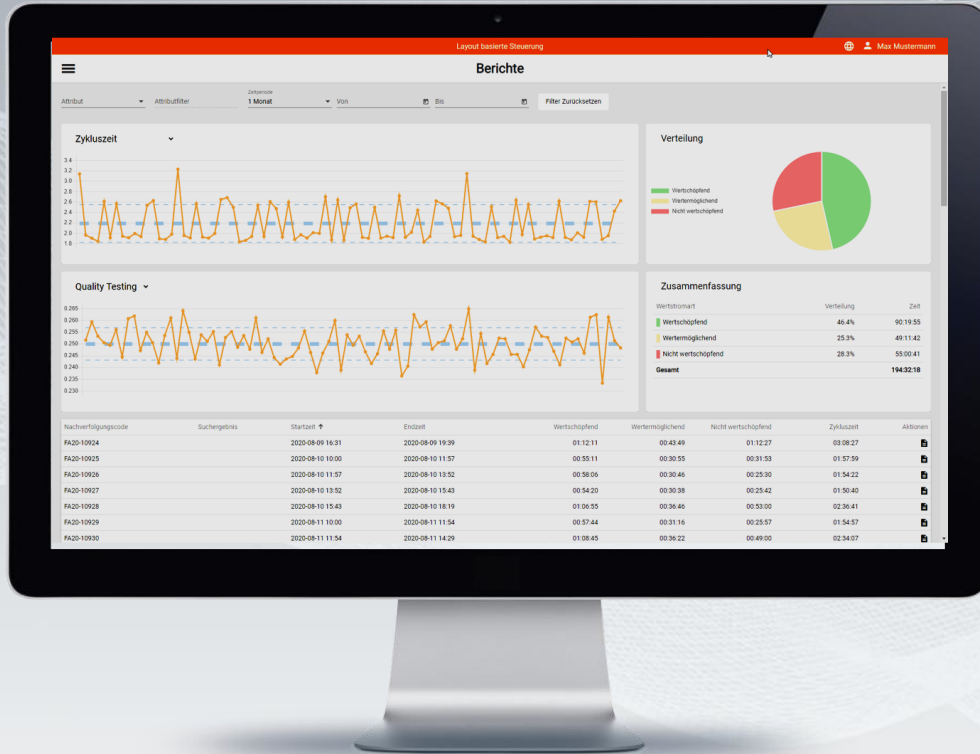 Layout basierte Steuerung
Max Mustermann
Berichte
Attribut
Attributfilter
Zeitperiode
1 Monat
Von
Bis
Filter Zurücksetzen
Zykluszeit
3.4
3.2
3.0
2.8
2.6
2.4
2.2
2.0
1.8
Verteilung
Wertschöpfend
Wertermöglichend
Nicht wertschöpfend
Quality Testing
0.265
0.260
0.255
0.250
0.245
0.240
0.235
0.230
Zusammenfassung
Wertstromart Verteilung Zeit
Wertschöpfend 46.4% 90:19:55
Wertermöglichend 25.3% 49:11:42
Nicht wertschöpfend 28.3% 55:00:41
Gesamt 194:32:18
Nachverfolgungscode Suchergebnis Startzeit ↑ Endzeit Wertschöpfend Wertermöglichend Nicht wertschöpfend Zykluszeit Aktionen
FA20-10924 2020-08-09 16:31 2020-08-09 19:39 01:12:11 00:43:49 01:12:27 03:08:27
FA20-10925 2020-08-10 10:00 2020-08-10 11:57 00:55:11 00:30:55 00:31:53 01:57:59
FA20-10926 2020-08-10 11:57 2020-08-10 13:52 00:58:06 00:30:46 00:25:30 01:54:22
FA20-10927 2020-08-10 13:52 2020-08-10 15:43 00:54:20 00:30:38 00:25:42 01:50:40
FA20-10928 2020-08-10 15:43 2020-08-10 18:19 01:06:55 00:36:46 00:53:00 02:36:41
FA20-10929 2020-08-11 10:00 2020-08-11 11:54 00:57:44 00:31:16 00:25:57 01:54:57
FA20-10930 2020-08-11 11:54 2020-08-11 14:29 01:08:45 00:36:22 00:49:00 02:34:07